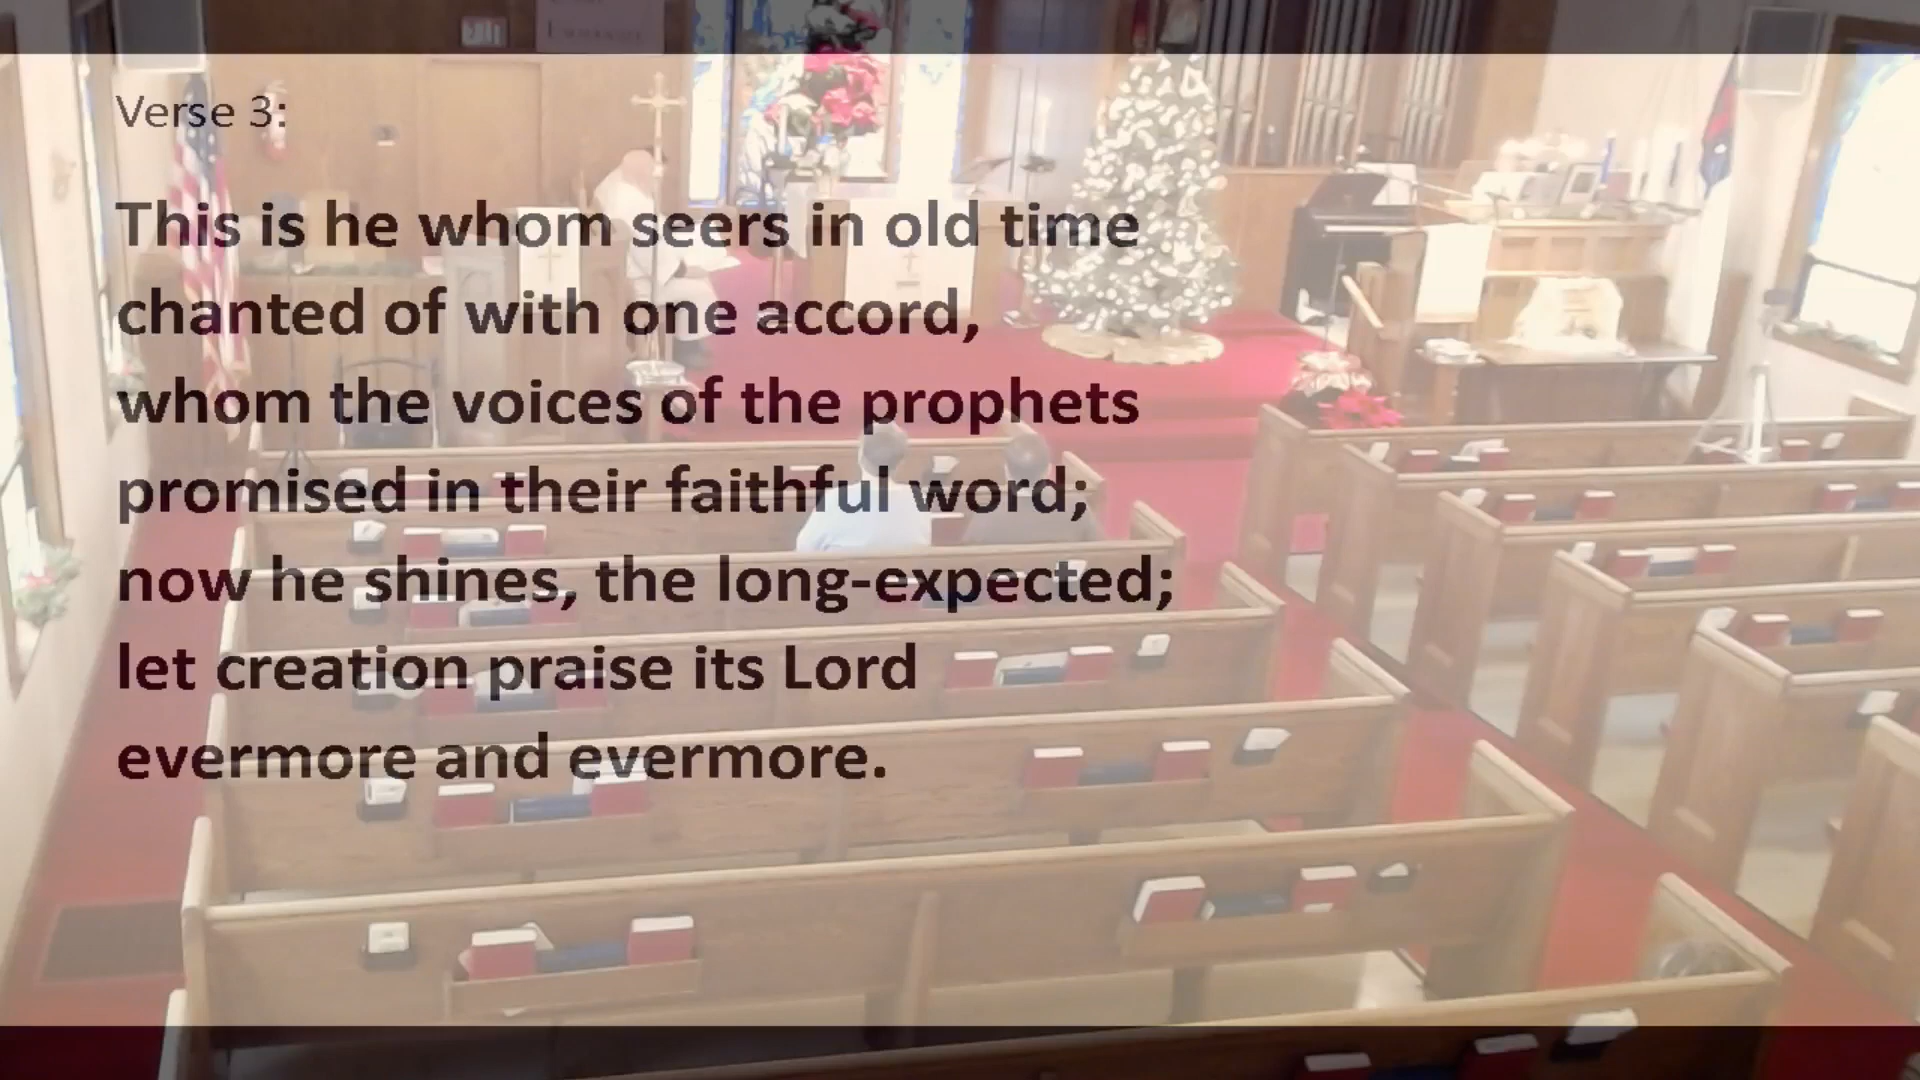 Verse 3:
This is he whom seers in old time
chanted of with one accord,
whom the voices of the prophets
promised in their faithful word;
now he shines, the long-expected;
let creation praise its Lord
evermore and evermore.